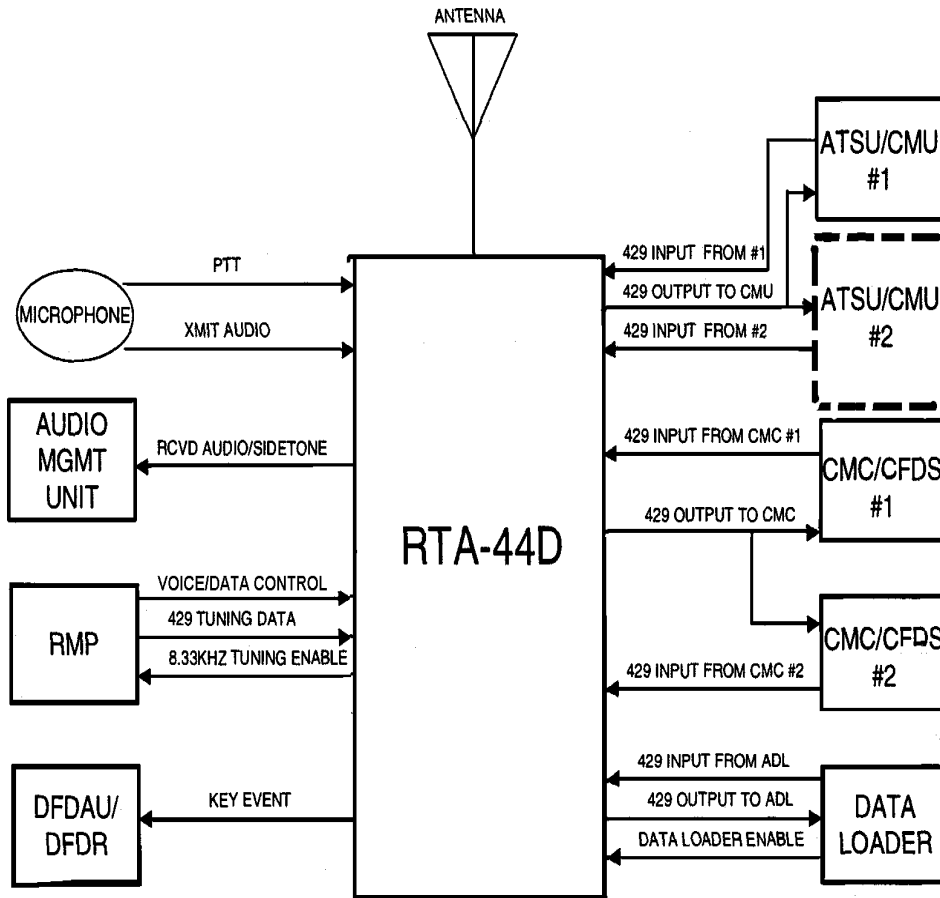 ANTENNA
ATSU/CMU
#1
429 INPUT FROM #1
PTT
429 OUTPUT TO CMU
ATSU/CMU
#2
MICROPHONE
429 INPUT FROM #2
XMIT AUDIO
AUDIO
MGMT
UNIT
RCVD AUDIO/SIDETONE
429 INPUT FROM CMC #1
CMC/CFDS
#1
429 OUTPUT TO CMC
RTA-44D
VOICE/DATA CONTROL
429 TUNING DATA
8.33KHZ TUNING ENABLE
RMP
CMC/CFDS
#2
429 INPUT FROM CMC #2
429 INPUT FROM ADL
429 OUTPUT TO ADL
DATA LOADER ENABLE
DATA
LOADER
KEY EVENT
DFDAU/
DFDR